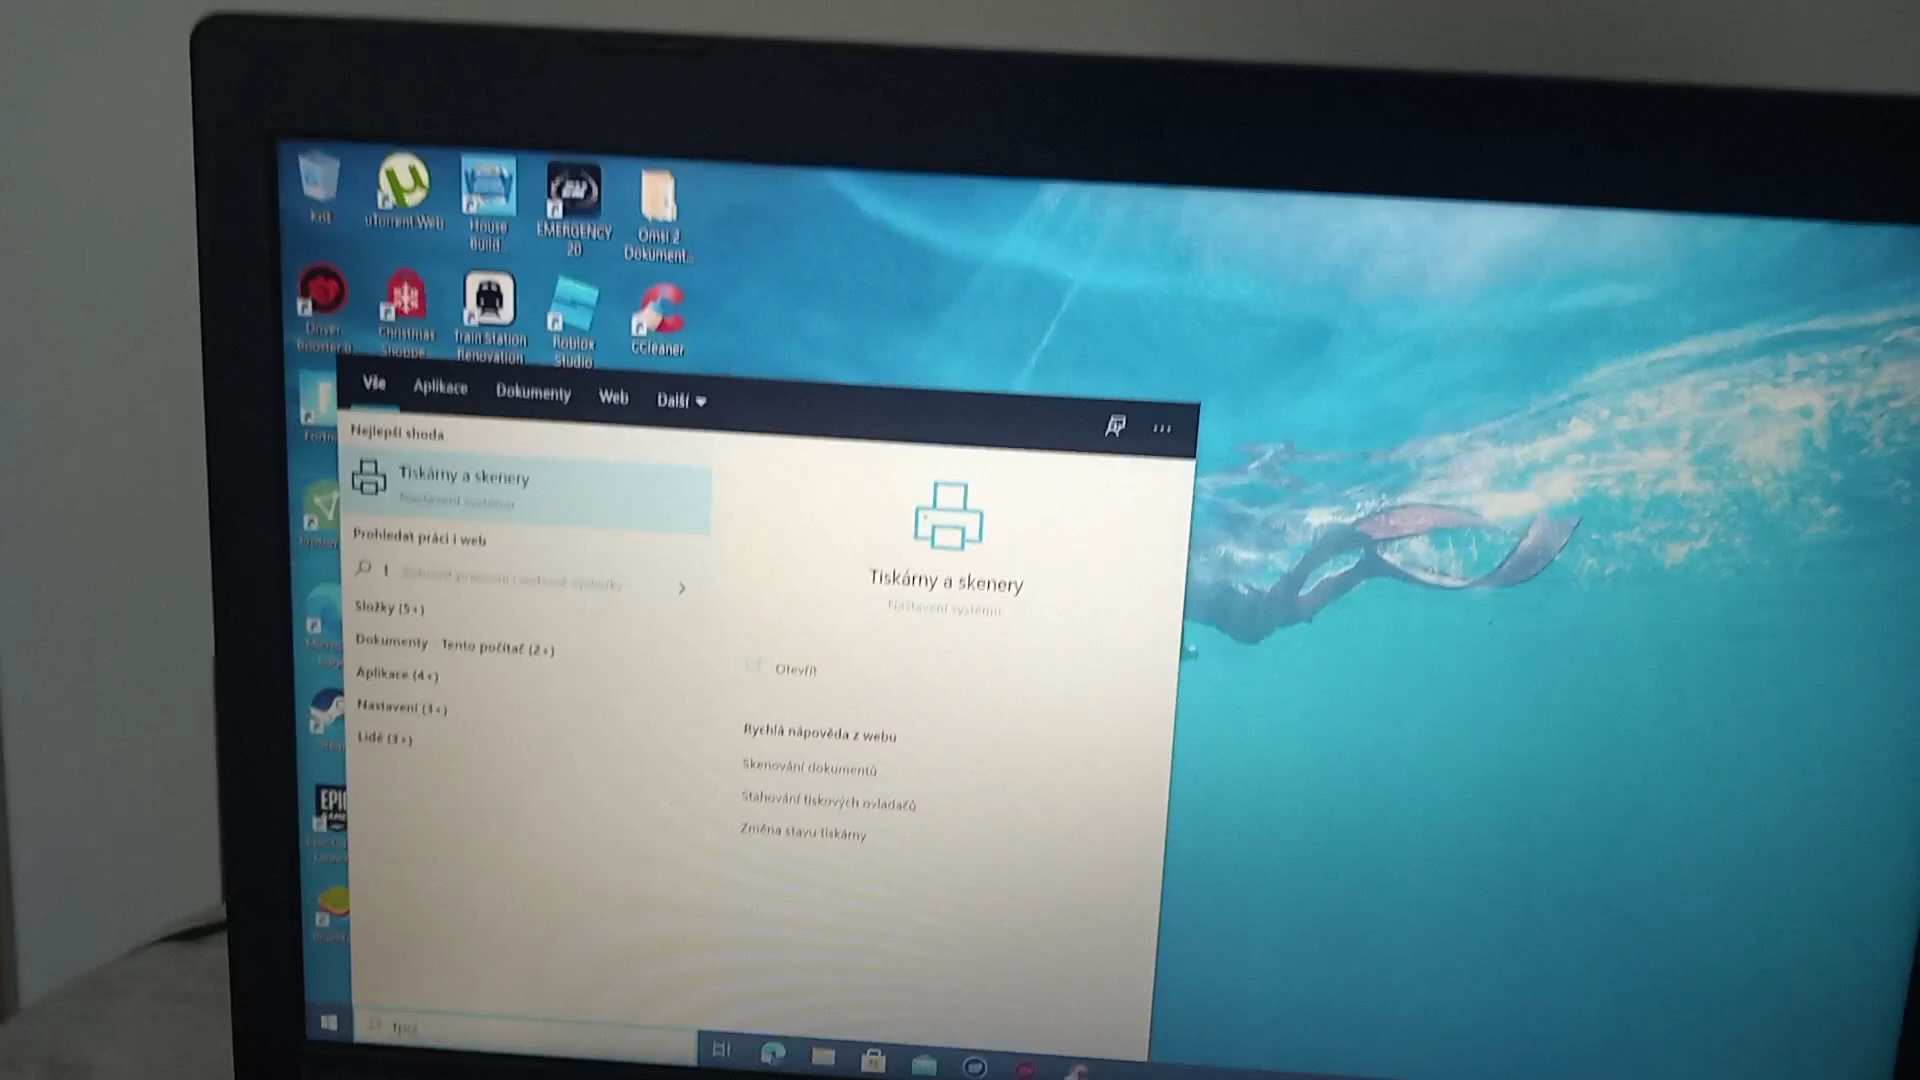 Koš
uTorrent Web
House
Build...
EMERGENCY
20
Omsi 2
Dokument...
Driver
Booster 8
Christmas
Shoppe
Train Station
Renovation
Roblox
Studio
CCleaner
Vše Aplikace Dokumenty Web Další
Nejlepší shoda
Tiskárny a skenery
Nastavení systému
Prohledat práci i web
t
Složky (5+)
Dokumenty Tento počítač (2+)
Aplikace (4+)
Nastavení (3+)
Lidé (3+)
Tiskárny a skenery
Nastavení systému
Otevřít
Rychlá nápověda z webu
Skenování dokumentů
Stahování tiskových ovladačů
Změna stavu tiskárny
EPIC